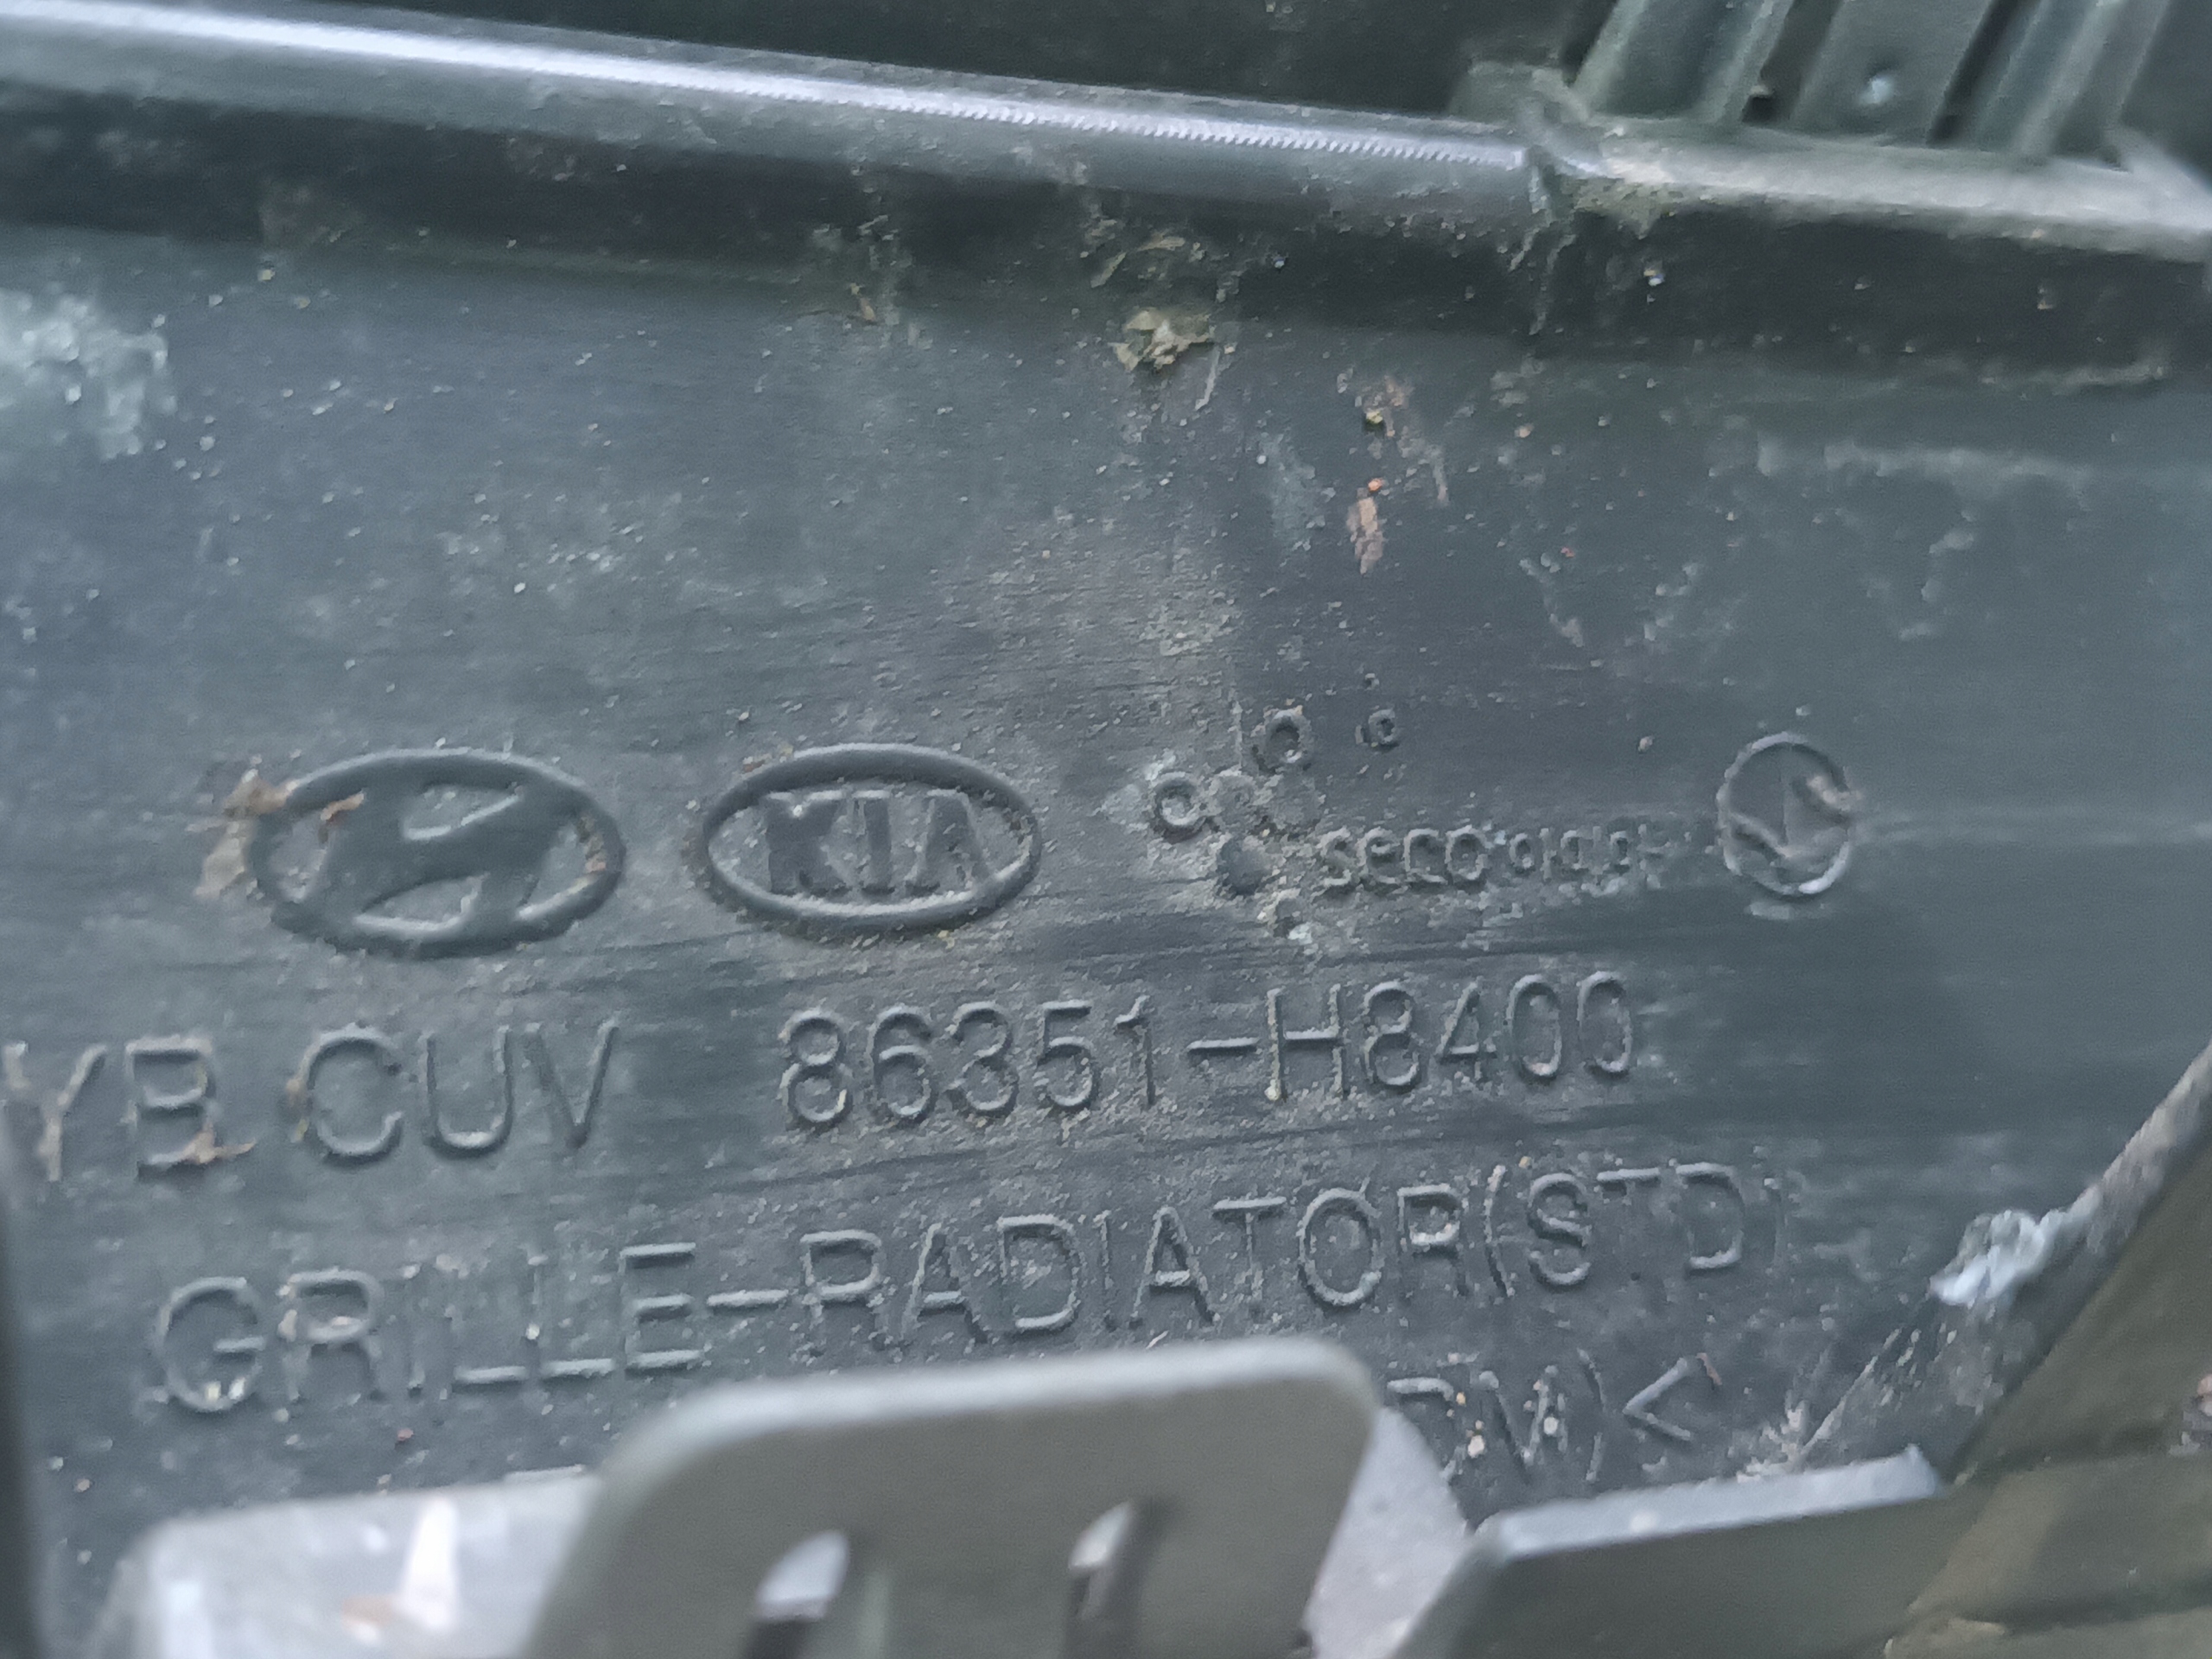 KIA
YB CUV 86351-H8400
GRILLE-RADIATOR(STD)